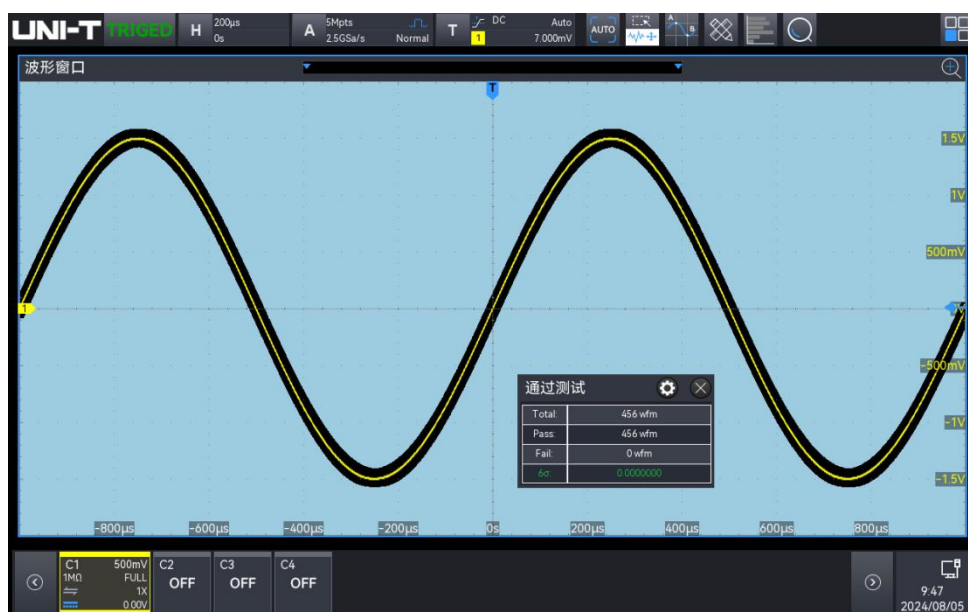 UNI-T TRIGED H 200μs 0s A 5Mpts 2.5GSa/s Normal T DC 1 Auto 7.000mV AUTO A B
波形窗口
T
1.5V
1V
500mV
1
-500mV
-1V
-1.5V
通过测试
Total: 456 wfm
Pass: 456 wfm
Fail: 0 wfm
6σ: 0.0000000
-800μs -600μs -400μs -200μs 0s 200μs 400μs 600μs 800μs
C1 500mV
1MΩ FULL
1X
0.00V
C2
OFF
C3
OFF
C4
OFF
9:47
2024/08/05